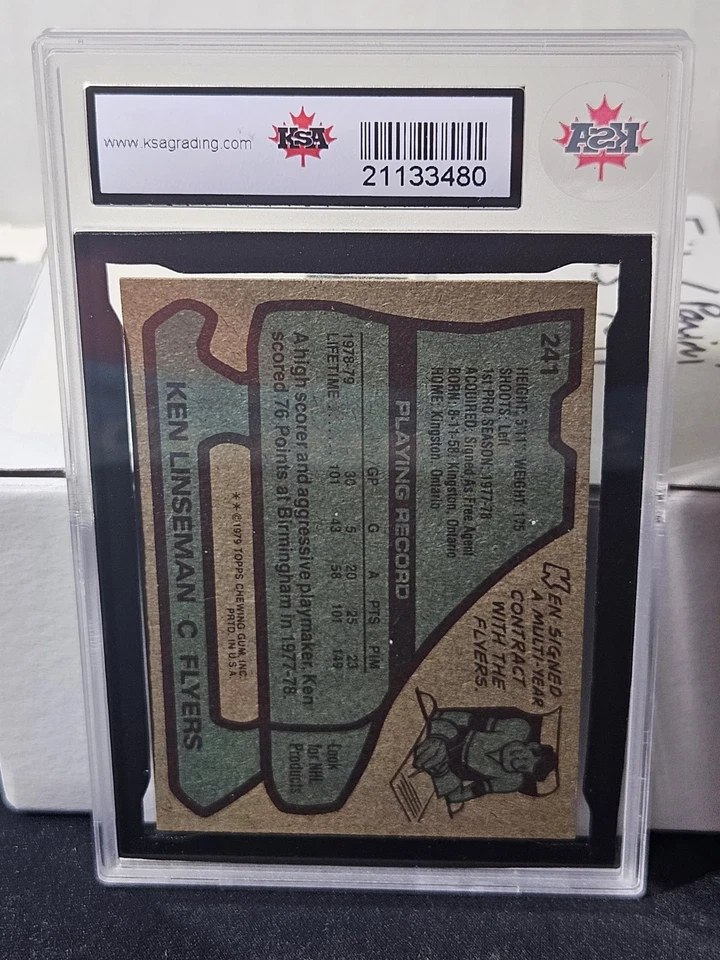 www.ksagrading.com
KSA
21133480
KSA
241
HEIGHT: 5'11" WEIGHT: 175
SHOOTS: Left
1st PRO SEASON: 1977-78
ACQUIRED: Signed As Free Agent
BORN: 8-11-58, Kingston, Ontario
HOME: Kingston, Ontario
KEN SIGNED
A MULTI-YEAR
CONTRACT
WITH THE
FLYERS.
PLAYING RECORD
GP G A PTS PIM
1978-79 30 5 20 25 23
LIFETIME 101 43 58 101 149
A high scorer and aggressive playmaker, Ken
scored 76 Points at Birmingham in 1977-78.
Look
for NHL
Products
**©1979 TOPPS CHEWING GUM, INC.
PRTD. IN U.S.A.
KEN LINSEMAN C FLYERS